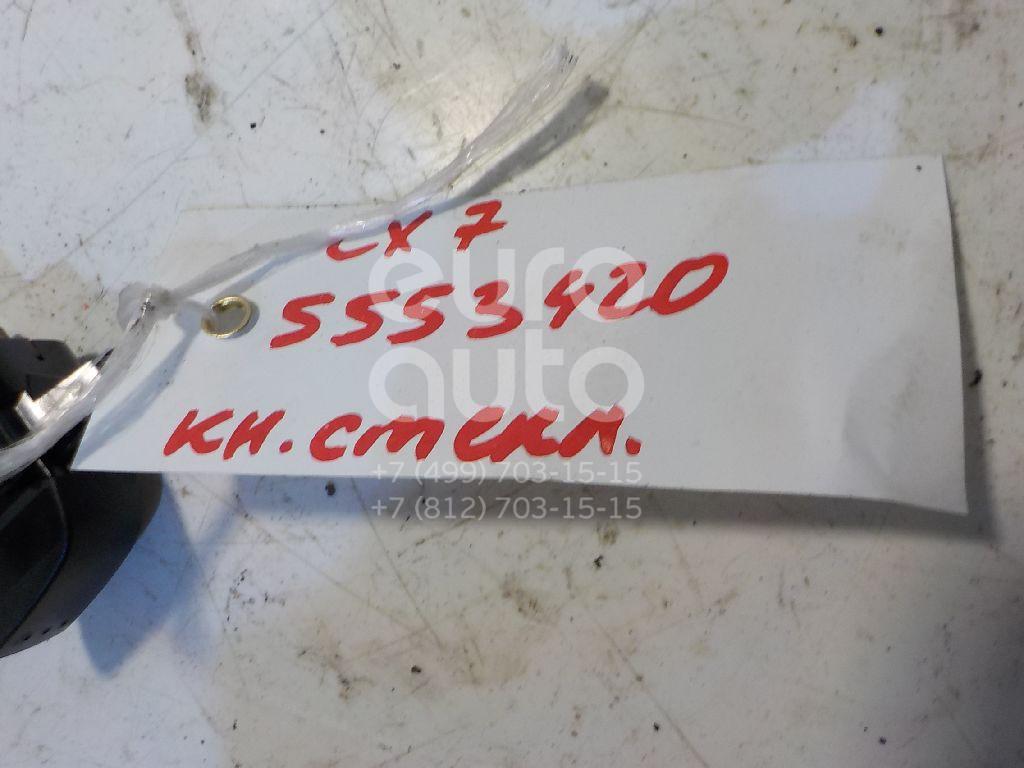 CX 7
5553420
кн. стекл.
euro
auto
+7 (499) 703-15-15
+7 (812) 703-15-15